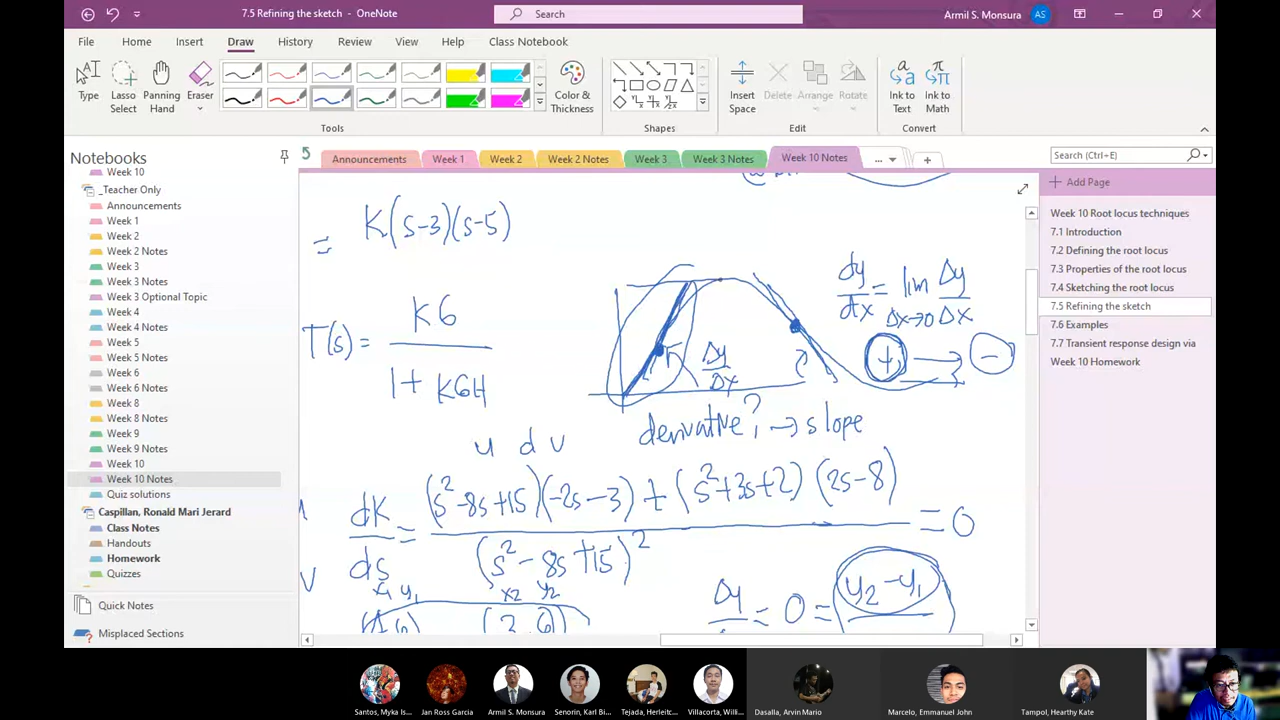 7.5 Refining the sketch - OneNote
Search
Armil S. Monsura
AS
File
Home
Insert
Draw
History
Review
View
Help
Class Notebook
Type
Lasso Select
Panning Hand
Eraser
Color & Thickness
Insert Space
Delete
Arrange
Rotate
Ink to Text
Ink to Math
Tools
Shapes
Edit
Convert
Notebooks
Announcements
Week 1
Week 2
Week 2 Notes
Week 3
Week 3 Notes
Week 10 Notes
...
Search (Ctrl+E)
Week 10
_Teacher Only
Announcements
Week 1
Week 2
Week 2 Notes
Week 3
Week 3 Notes
Week 3 Optional Topic
Week 4
Week 4 Notes
Week 5
Week 5 Notes
Week 6
Week 6 Notes
Week 8
Week 8 Notes
Week 9
Week 9 Notes
Week 10
Week 10 Notes
Quiz solutions
Caspillan, Ronald Mari Jerard
Class Notes
Handouts
Homework
Quizzes
Quick Notes
Misplaced Sections
= K(s-3)(s-5)
T(s) = KG / 1 + KGH
Δy/Δx
dy/dx = lim Δx→0 Δy/Δx
+ → -
derivative? → slope
u d v
dK/ds = (s²-8s+15)(-2s-3) + (s²+3s+2)(2s-8) / (s²-8s+15)² = 0
x1 y1 x2 y2
Δy = 0 = y2-y1
Add Page
Week 10 Root locus techniques
7.1 Introduction
7.2 Defining the root locus
7.3 Properties of the root locus
7.4 Sketching the root locus
7.5 Refining the sketch
7.6 Examples
7.7 Transient response design via
Week 10 Homework
Santos, Myka Is...
Jan Ross Garcia
Armil S. Monsura
Senorin, Karl Bi...
Tejada, Herleitc...
Villacorta, Willi...
Dasalla, Arvin Mario
Marcelo, Emmanuel John
Tampol, Hearthy Kate